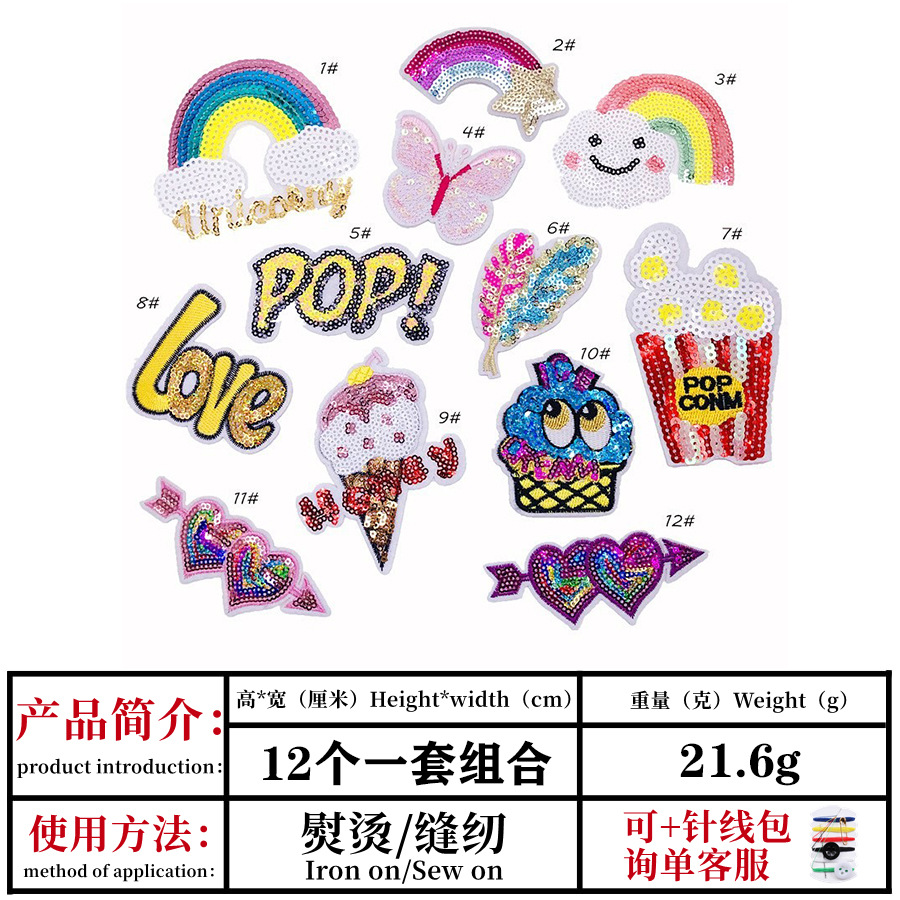 1#
2#
3#
4#
Unicorny
5#
6#
7#
POP!
8#
love
9#
10#
ICE
POP
CONM
CREAM
HAPPY
11#
12#
产品简介：
product introduction：
高*宽（厘米）Height*width（cm）
重量（克）Weight（g）
12个一套组合
21.6g
使用方法：
method of application：
熨烫/缝纫
Iron on/Sew on
可+针线包
询单客服